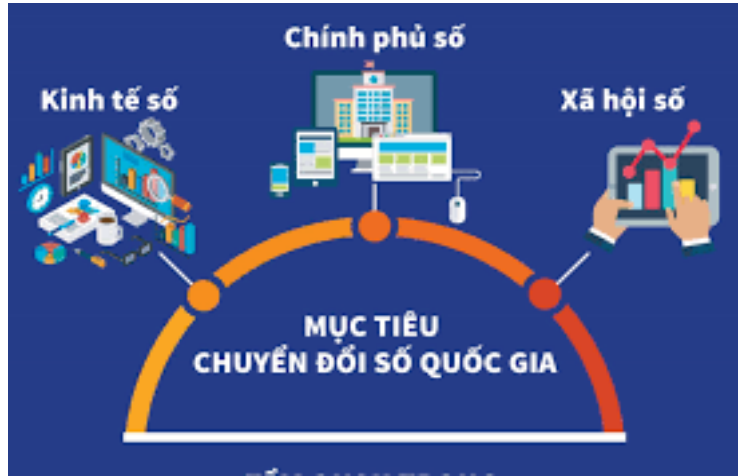 Chính phủ số
Kinh tế số
Xã hội số
MỤC TIÊU
CHUYỂN ĐỔI SỐ QUỐC GIA